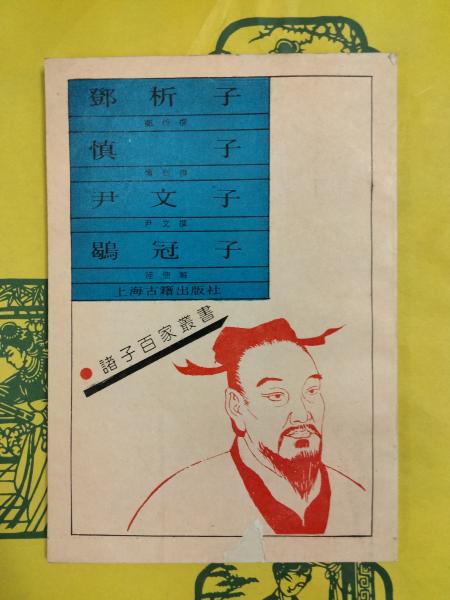 鄧析子
鄧析撰
慎子
慎到撰
尹文子
尹文撰
鶡冠子
陸佃解
上海古籍出版社
諸子百家叢書